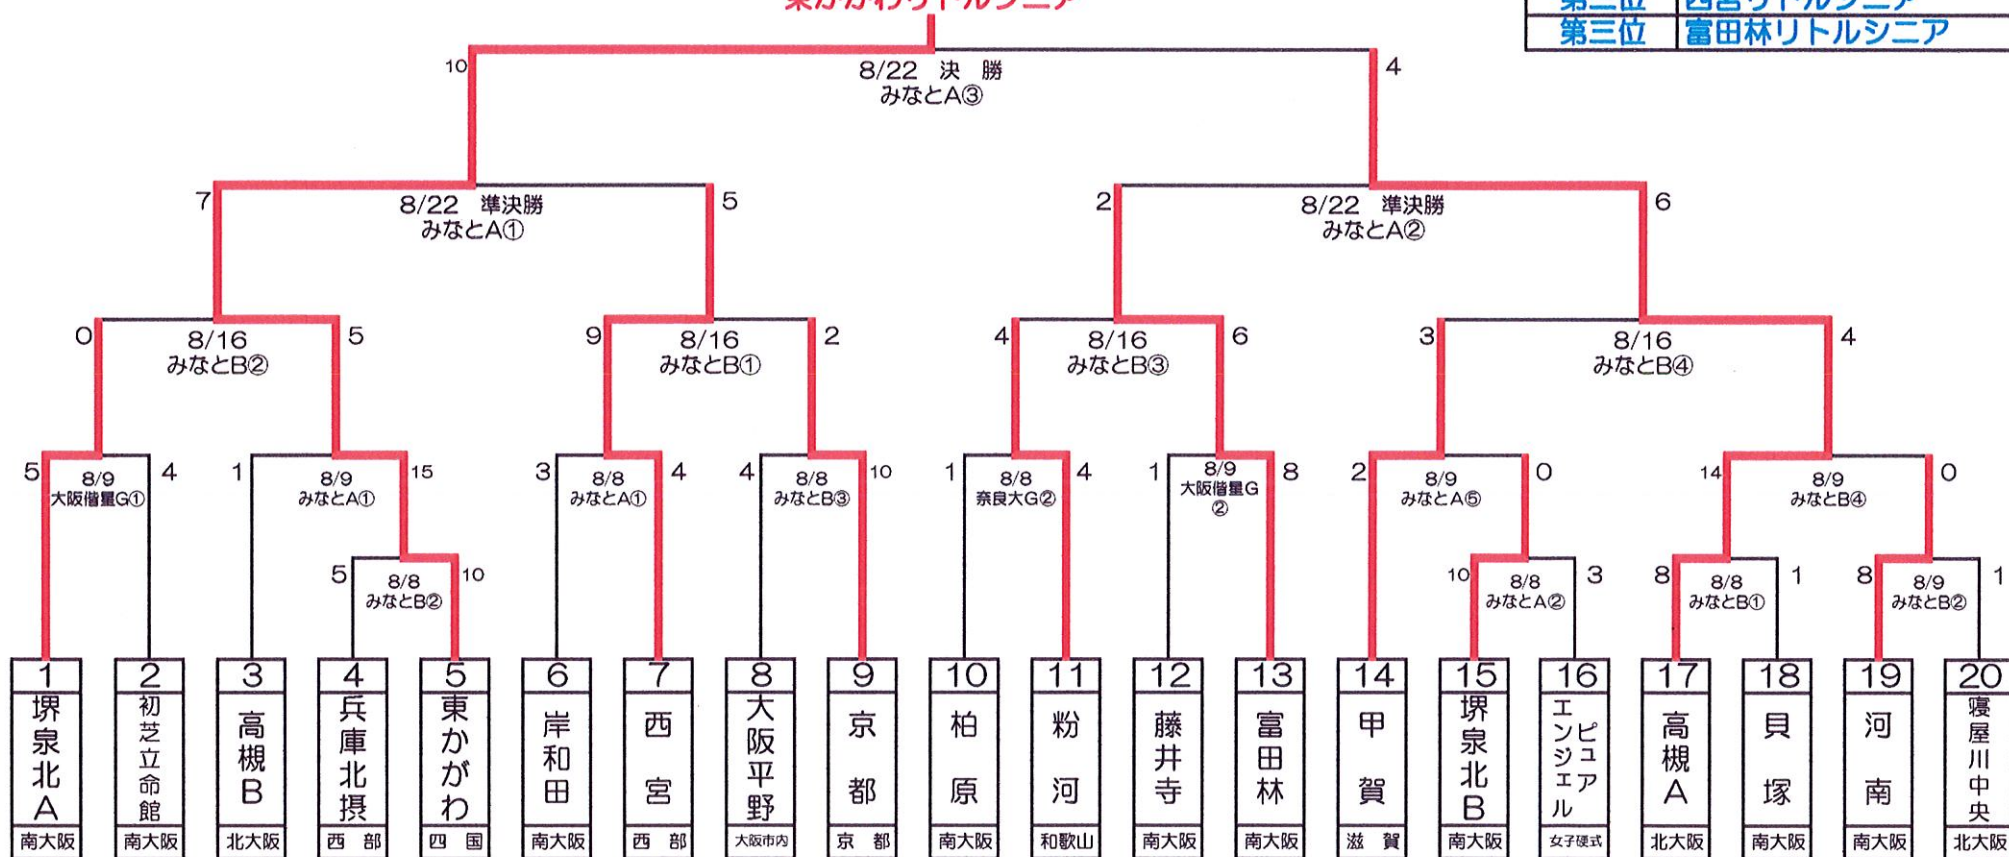 東かがわリトルシニア
第三位 西宮リトルシニア
第三位 富田林リトルシニア
10
8/22 決 勝
みなとA③
4
7
8/22 準決勝
みなとA①
5
2
8/22 準決勝
みなとA②
6
0
8/16
みなとB②
5
9
8/16
みなとB①
2
4
8/16
みなとB③
6
3
8/16
みなとB④
4
5
8/9
大阪偕星G①
4
1
8/9
みなとA①
15
3
8/8
みなとA①
4
4
8/8
みなとB③
10
1
8/8
奈良大G②
4
1
8/9
大阪偕星G
②
8
2
8/9
みなとA⑤
0
14
8/9
みなとB④
0
5
8/8
みなとB②
10
10
8/8
みなとA②
3
8
8/8
みなとB①
1
8
8/9
みなとB②
1
1
堺泉北A
南大阪
2
初芝立命館
南大阪
3
高槻B
北大阪
4
兵庫北摂
西 部
5
東かがわ
四 国
6
岸和田
南大阪
7
西 宮
西 部
8
大阪平野
大阪市内
9
京 都
京 都
10
柏 原
南大阪
11
粉 河
和歌山
12
藤井寺
南大阪
13
富田林
南大阪
14
甲 賀
滋 賀
15
堺泉北B
南大阪
16
ピュア
エンジェル
女子硬式
17
高槻A
北大阪
18
貝 塚
南大阪
19
河 南
南大阪
20
寝屋川中央
北大阪